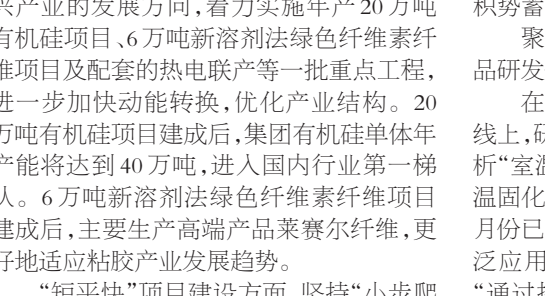 兴产业的发展方向,着力实施年产20万吨
有机硅项目、6万吨新溶剂法绿色纤维素纤
维项目及配套的热电联产等一批重点工程,
进一步加快动能转换,优化产业结构。20
万吨有机硅项目建成后,集团有机硅单体年
产能将达到40万吨,进入国内行业第一梯
队。6万吨新溶剂法绿色纤维素纤维项目
建成后,主要生产高端产品莱赛尔纤维,更
好地适应粘胶产业发展趋势。
“短平快”项目建设方面,坚持“小步爬
积势蓄
聚
品研发
在
线上,研
析“室温
温固化
月份已
泛应用
“通过技